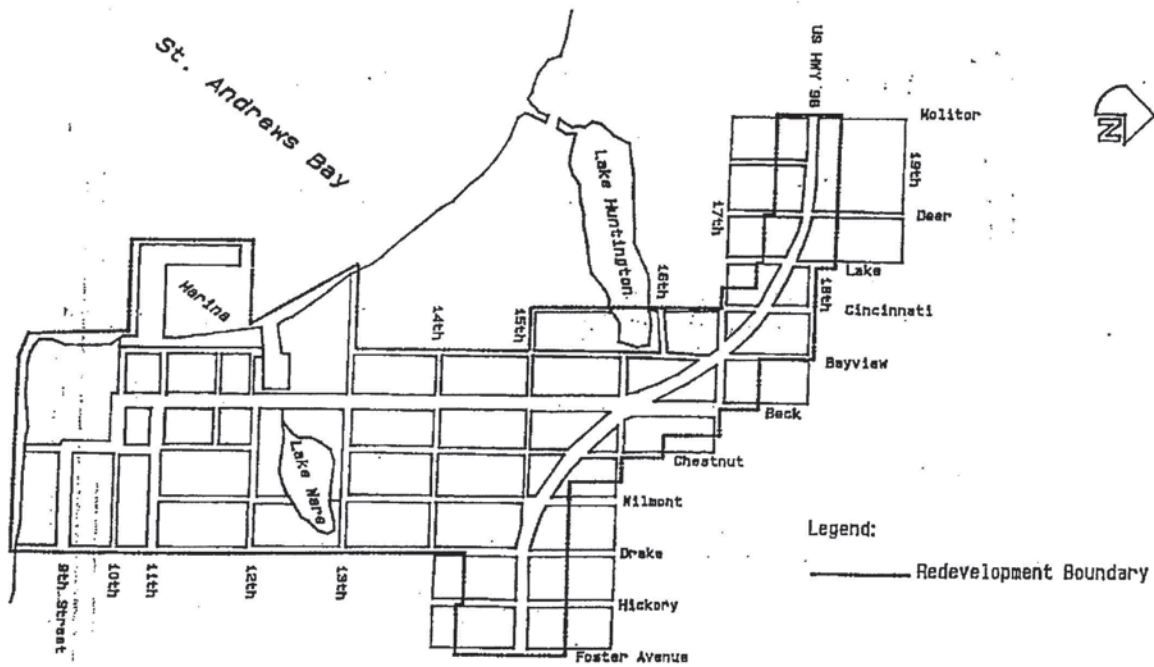 St. Andrews Bay
US HWY 98
Molitor
N
Lake Huntington
19th
17th
Deer
Lake
16th
18th
Marina
Cincinnati
14th
15th
Bayview
Beck
Chestnut
Lake Ware
Wilmont
Legend:
Drake
Redevelopment Boundary
9th Street
10th
11th
12th
13th
Hickory
Foster Avenue